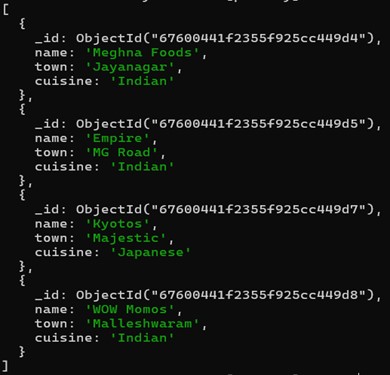 [
  {
    _id: ObjectId("67600441f2355f925cc449d4"),
    name: 'Meghna Foods',
    town: 'Jayanagar',
    cuisine: 'Indian'
  },
  {
    _id: ObjectId("67600441f2355f925cc449d5"),
    name: 'Empire',
    town: 'MG Road',
    cuisine: 'Indian'
  },
  {
    _id: ObjectId("67600441f2355f925cc449d7"),
    name: 'Kyotos',
    town: 'Majestic',
    cuisine: 'Japanese'
  },
  {
    _id: ObjectId("67600441f2355f925cc449d8"),
    name: 'WOW Momos',
    town: 'Malleshwaram',
    cuisine: 'Indian'
  }
]